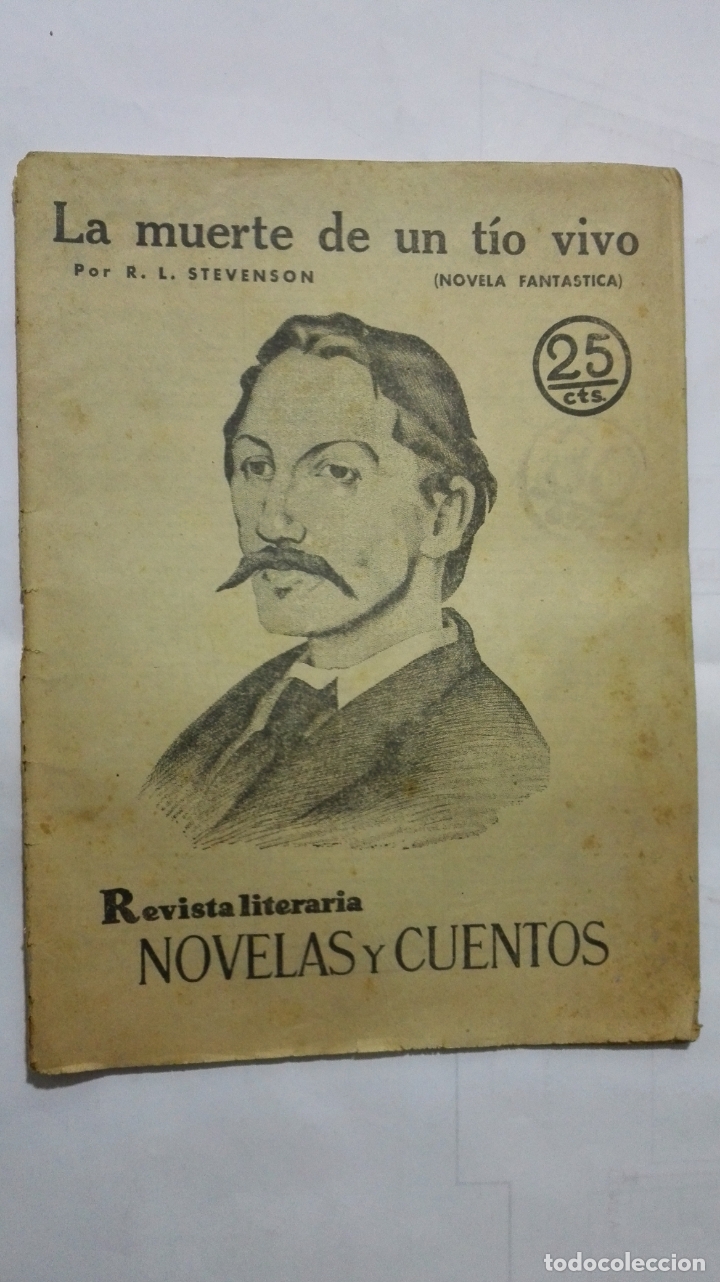 La muerte de un tío vivo
Por R. L. STEVENSON (NOVELA FANTASTICA)
25
cts.
Revista literaria
NOVELAS Y CUENTOS
todocoleccion